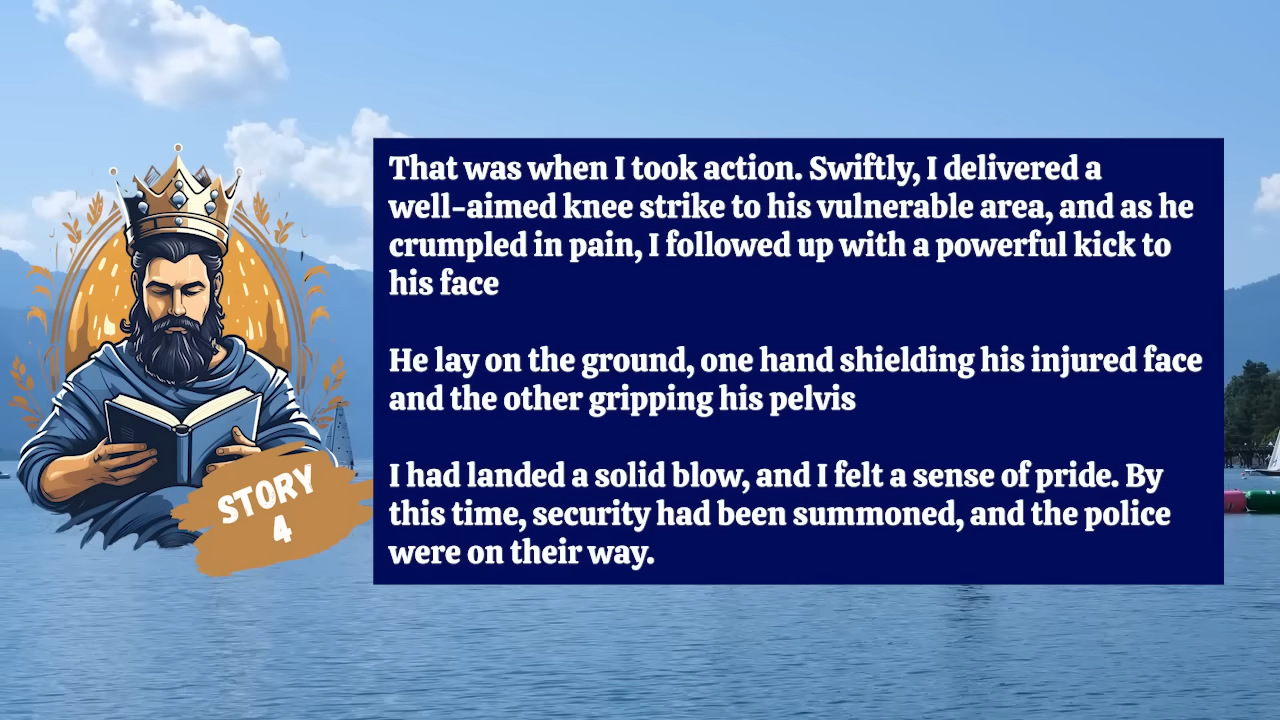 That was when I took action. Swiftly, I delivered a
well-aimed knee strike to his vulnerable area, and as he
crumpled in pain, I followed up with a powerful kick to
his face
He lay on the ground, one hand shielding his injured face
and the other gripping his pelvis
I had landed a solid blow, and I felt a sense of pride. By
this time, security had been summoned, and the police
were on their way.
STORY
4